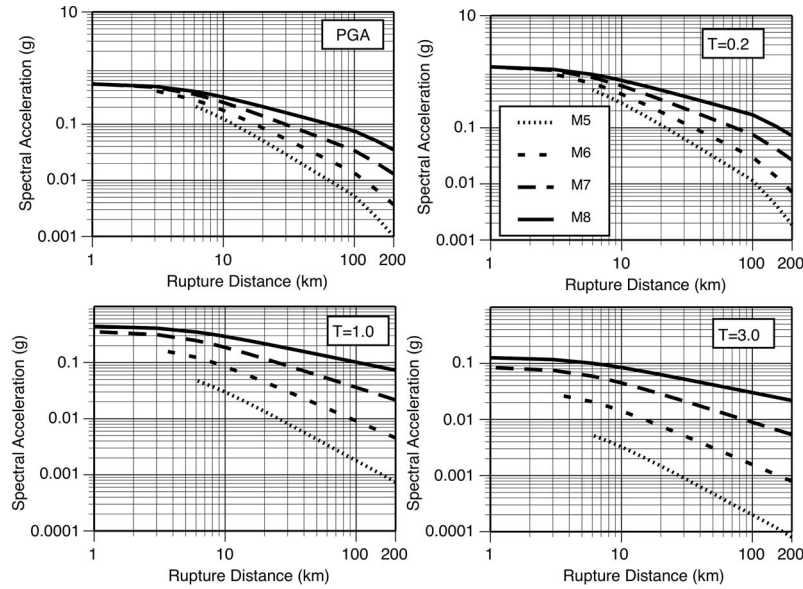 10
PGA
Spectral Acceleration (g)
0.1
0.01
0.001
1
10
100
200
Rupture Distance (km)
10
T=0.2
Spectral Acceleration (g)
1
0.1
0.01
0.001
M5
M6
M7
M8
1
10
100
200
Rupture Distance (km)
T=1.0
Spectral Acceleration (g)
0.1
0.01
0.001
0.0001
1
10
100
200
Rupture Distance (km)
T=3.0
Spectral Acceleration (g)
0.1
0.01
0.001
0.0001
1
10
100
200
Rupture Distance (km)